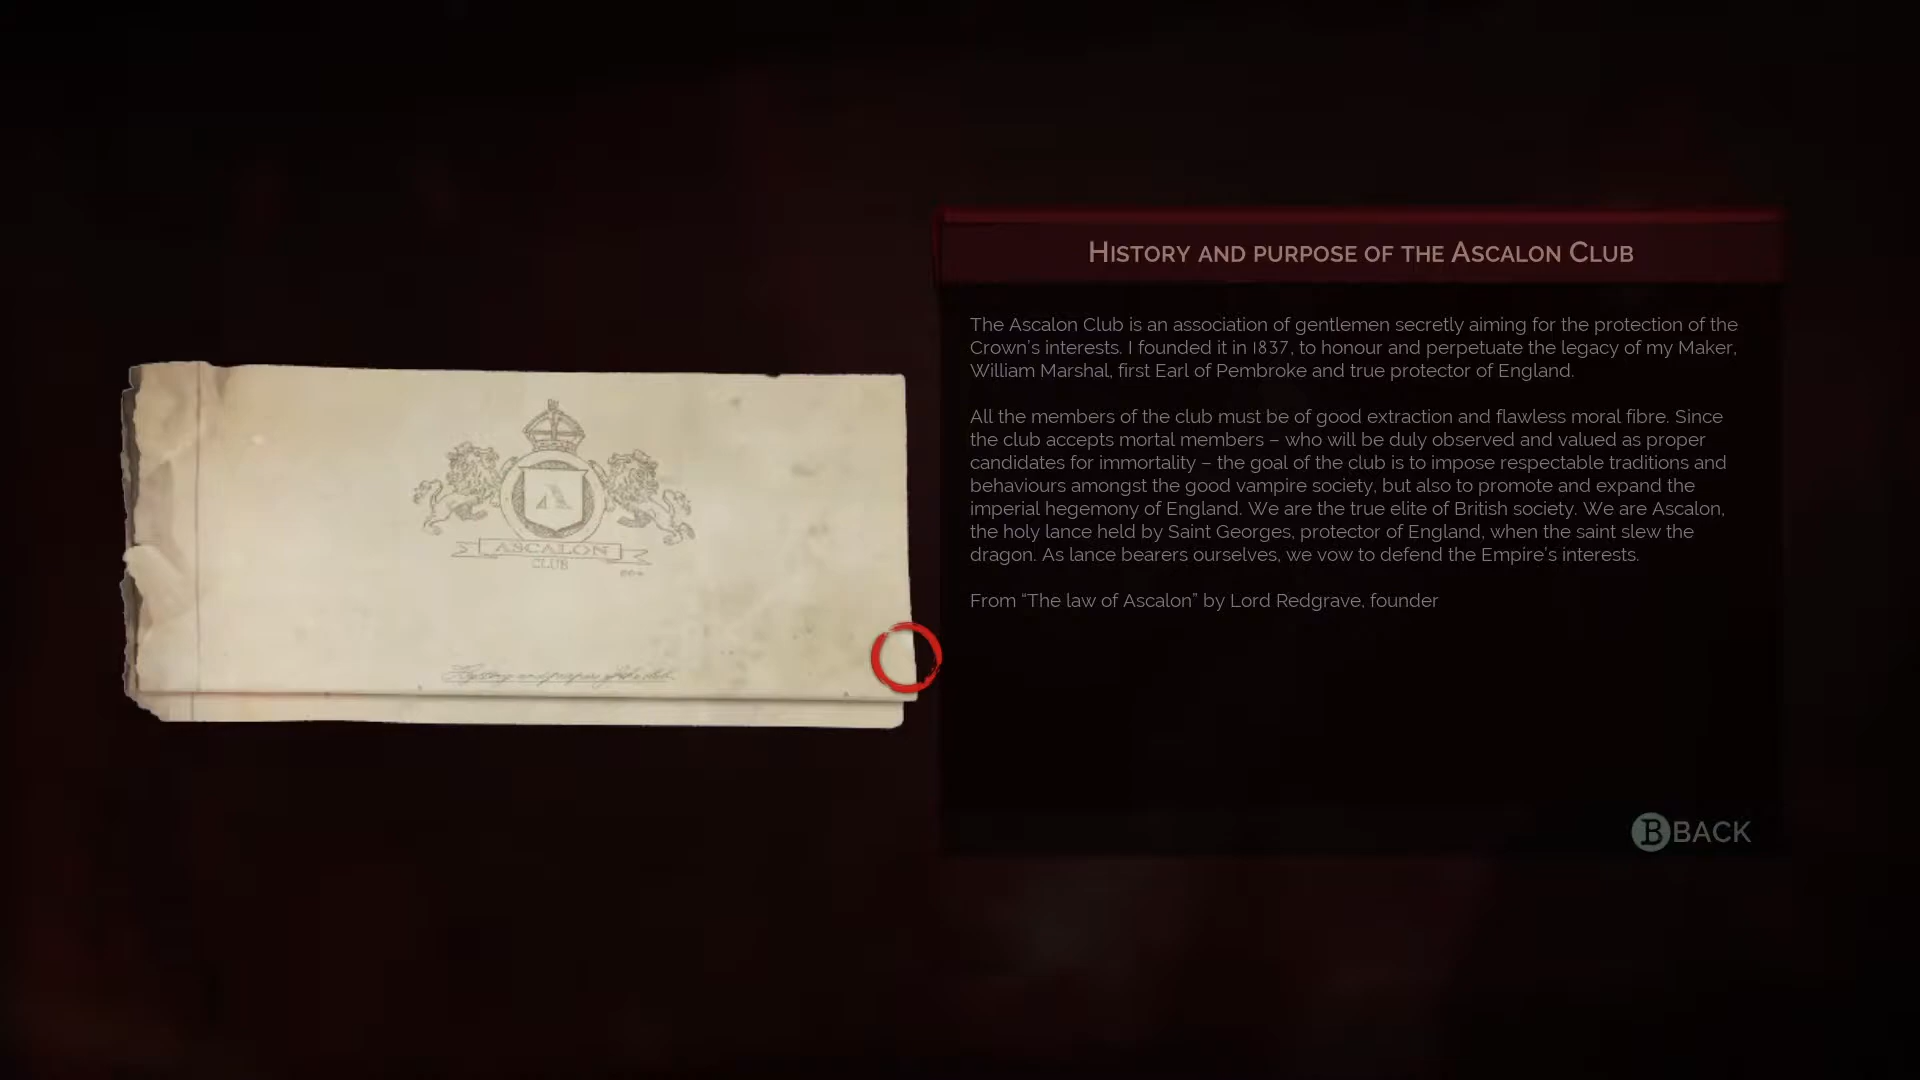 ASCALON
CLUB
History and purpose of the club.
History and purpose of the Ascalon Club
The Ascalon Club is an association of gentlemen secretly aiming for the protection of the
Crown's interests. I founded it in 1837, to honour and perpetuate the legacy of my Maker,
William Marshal, first Earl of Pembroke and true protector of England.
All the members of the club must be of good extraction and flawless moral fibre. Since
the club accepts mortal members – who will be duly observed and valued as proper
candidates for immortality – the goal of the club is to impose respectable traditions and
behaviours amongst the good vampire society, but also to promote and expand the
imperial hegemony of England. We are the true elite of British society. We are Ascalon,
the holy lance held by Saint Georges, protector of England, when the saint slew the
dragon. As lance bearers ourselves, we vow to defend the Empire's interests.
From “The law of Ascalon” by Lord Redgrave, founder
B BACK